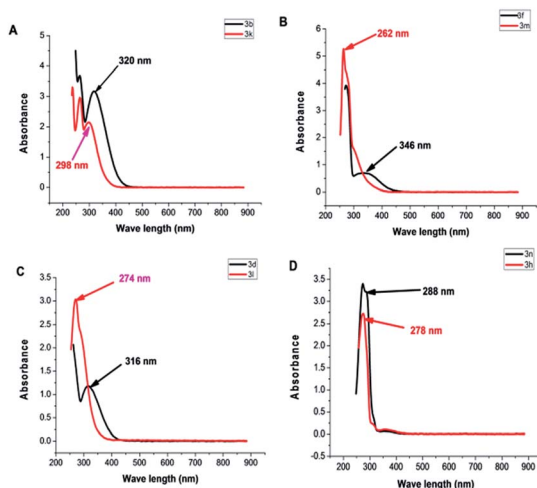 A
3b
3k
5
4
3
2
1
0
320 nm
298 nm
Absorbance
200 300 400 500 600 700 800 900
Wave length (nm)
B
3f
3m
6
5
4
3
2
1
0
262 nm
346 nm
Absorbance
200 300 400 500 600 700 800 900
Wave length (nm)
C
3d
3l
3.5
3.0
2.5
2.0
1.5
1.0
0.5
0.0
274 nm
316 nm
Absorbance
200 300 400 500 600 700 800 900
Wave length (nm)
D
3n
3h
3.5
3.0
2.5
2.0
1.5
1.0
0.5
0.0
-0.5
288 nm
278 nm
Absorbance
200 300 400 500 600 700 800 900
Wave length (nm)